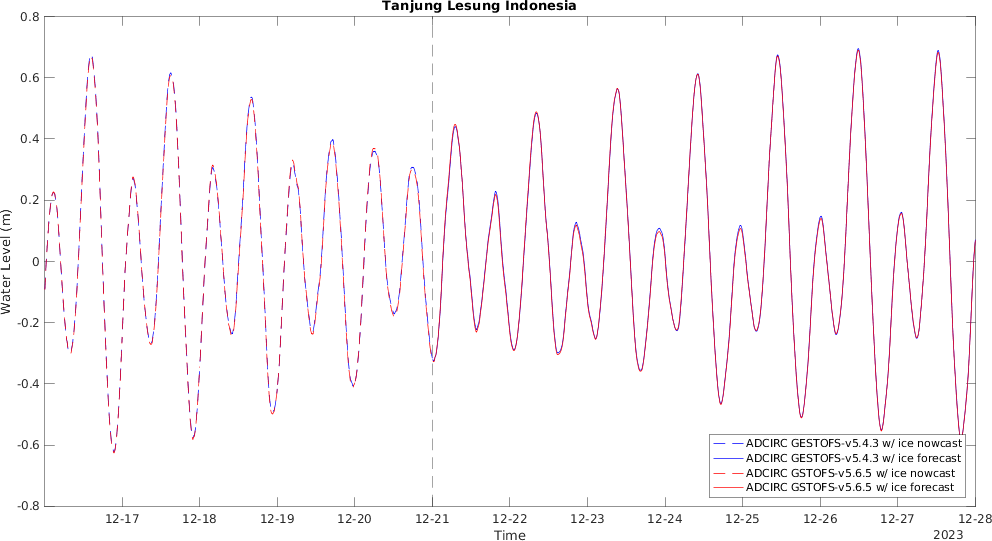 Tanjung Lesung Indonesia
Water Level (m)
0.8
0.6
0.4
0.2
0
-0.2
-0.4
-0.6
-0.8
12-17 12-18 12-19 12-20 12-21 12-22 12-23 12-24 12-25 12-26 12-27 12-28
Time
2023
ADCIRC GESTOFS-v5.4.3 w/ ice nowcast
ADCIRC GESTOFS-v5.4.3 w/ ice forecast
ADCIRC GSTOFS-v5.6.5 w/ ice nowcast
ADCIRC GSTOFS-v5.6.5 w/ ice forecast